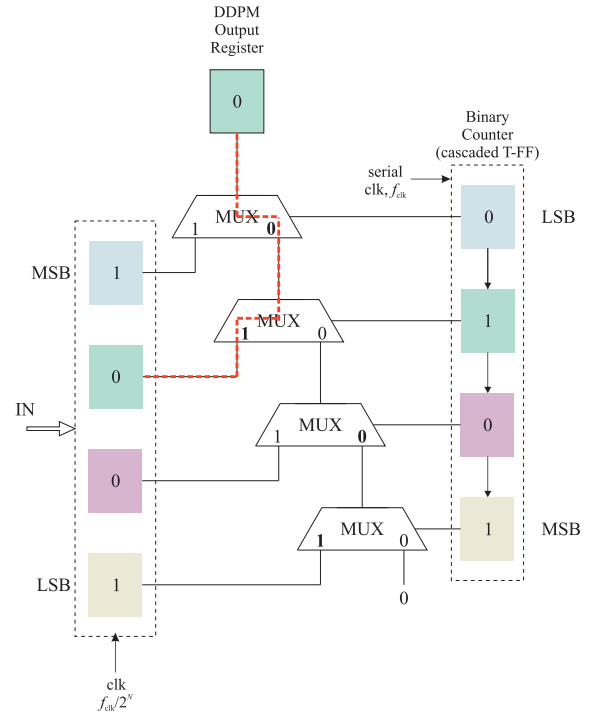 DDPM
Output
Register
0
Binary
Counter
(cascaded T-FF)
serial
clk, fclk
MUX
1 0
0
LSB
MSB
1
MUX
1 0
1
0
IN
MUX
1 0
0
0
MUX
1 0
1
MSB
LSB
1
0
clk
fclk/2^N